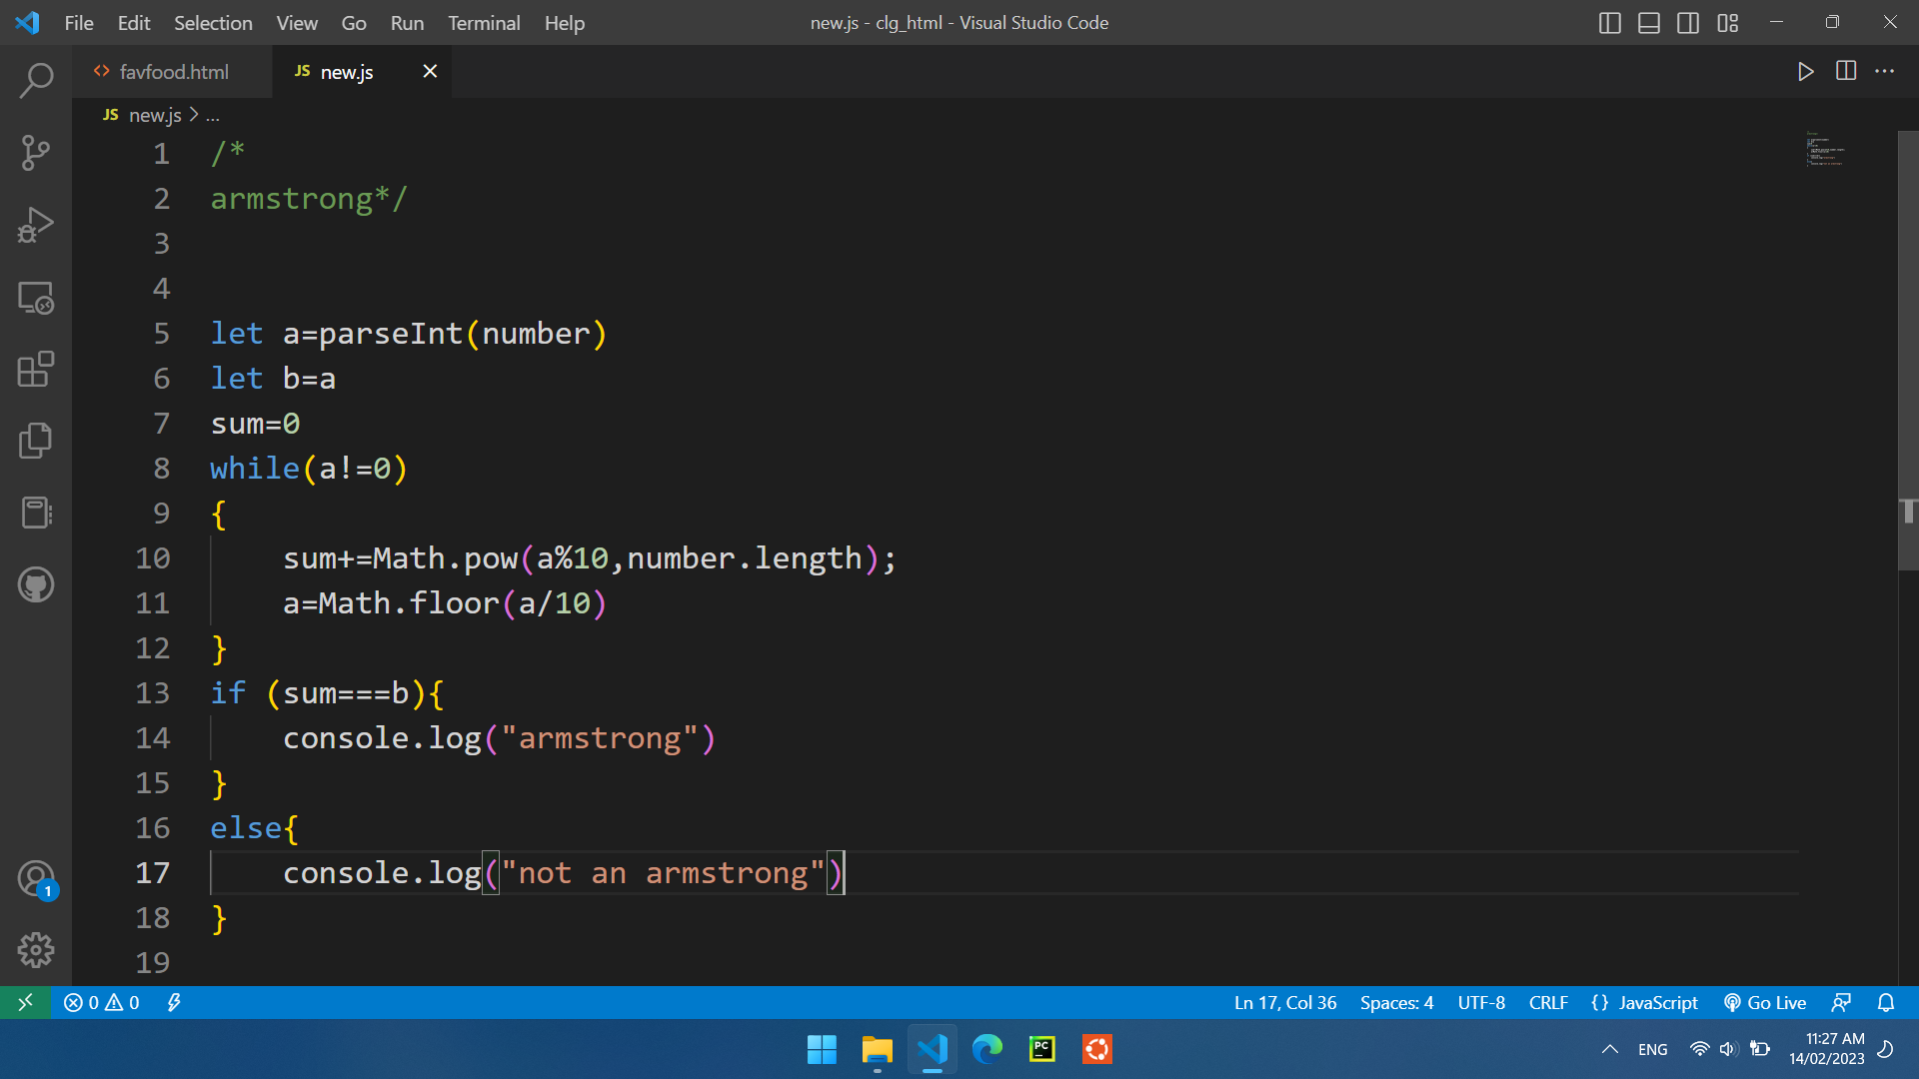 File Edit Selection View Go Run Terminal Help new.js - clg_html - Visual Studio Code
<> favfood.html JS new.js
JS new.js > ...
1 /*
2 armstrong*/
3
4
5 let a=parseInt(number)
6 let b=a
7 sum=0
8 while(a!=0)
9 {
10 sum+=Math.pow(a%10,number.length);
11 a=Math.floor(a/10)
12 }
13 if (sum===b){
14 console.log("armstrong")
15 }
16 else{
17 console.log("not an armstrong")
18 }
19
1
0 0 Ln 17, Col 36 Spaces: 4 UTF-8 CRLF {} JavaScript Go Live
PC ENG 11:27 AM
14/02/2023